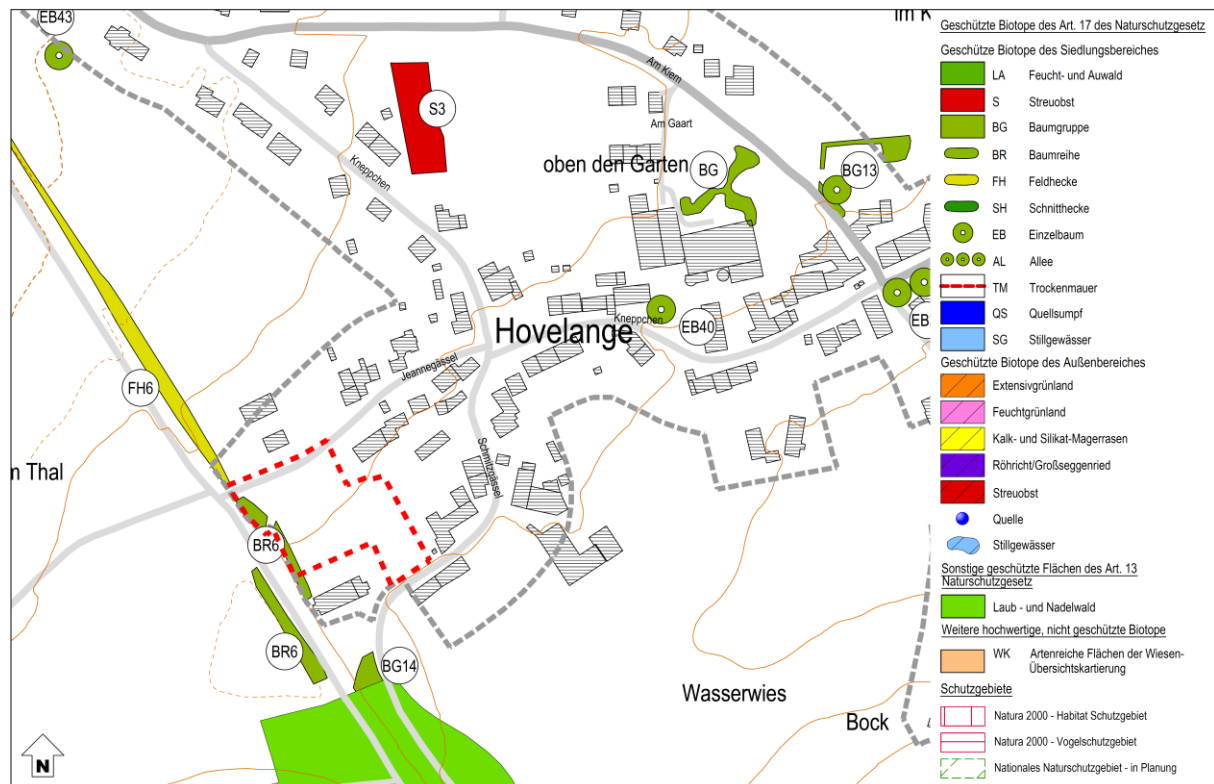 EB43
im K
S3
Am Kiem
Am Gaart
Kneppchen
oben den Garten
BG
BG13
Hovelange
Kneppchen
EB40
Jeannegässel
FH6
Schmitzgässel
m Thal
BR6
BR6
BG14
Wasserwies
Bock
N
Geschützte Biotope des Art. 17 des Naturschutzgesetz
Geschütze Biotope des Siedlungsbereiches
LA Feucht- und Auwald
S Streuobst
BG Baumgruppe
BR Baumreihe
FH Feldhecke
SH Schnitthecke
EB Einzelbaum
AL Allee
TM Trockenmauer
QS Quellsumpf
SG Stillgewässer
Geschützte Biotope des Außenbereiches
Extensivgrünland
Feuchtgrünland
Kalk- und Silikat-Magerrasen
Röhricht/Großseggenried
Streuobst
Quelle
Stillgewässer
Sonstige geschützte Flächen des Art. 13
Naturschutzgesetz
Laub - und Nadelwald
Weitere hochwertige, nicht geschützte Biotope
WK Artenreiche Flächen der Wiesen-
Übersichtskartierung
Schutzgebiete
Natura 2000 - Habitat Schutzgebiet
Natura 2000 - Vogelschutzgebiet
Nationales Naturschutzgebiet - in Planung